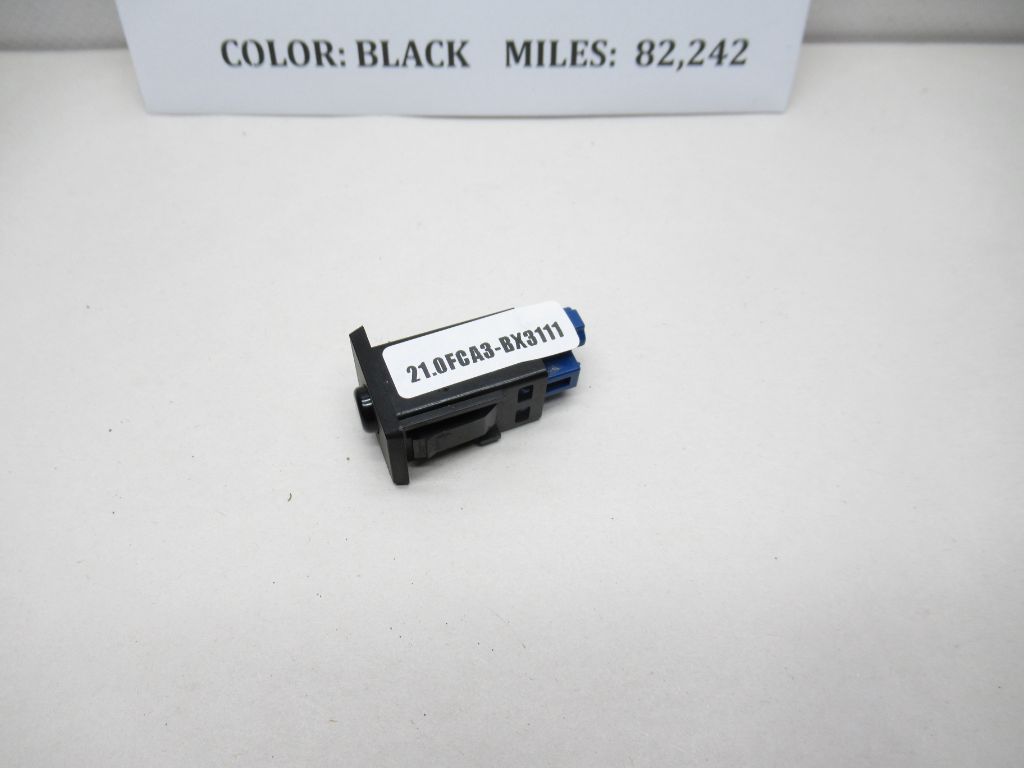 COLOR: BLACK MILES: 82,242
21.0FCA3-BX3111